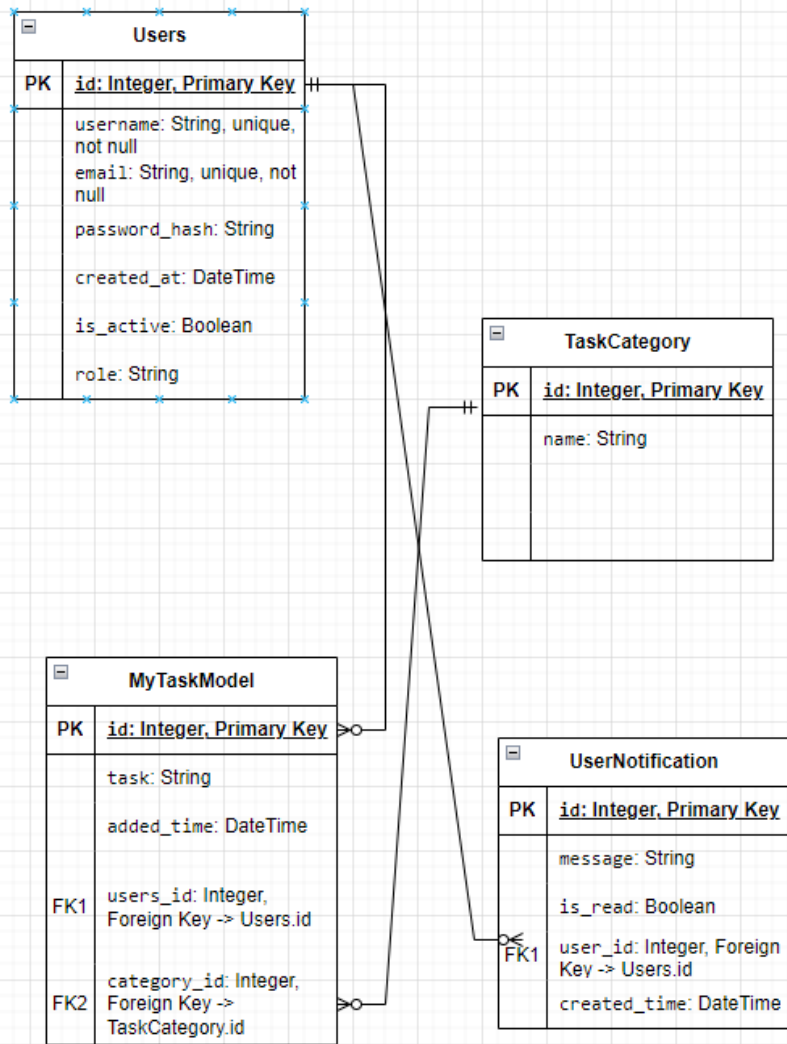 Users
PK id: Integer, Primary Key
username: String, unique,
not null
email: String, unique, not
null
password_hash: String
created_at: DateTime
is_active: Boolean
role: String
TaskCategory
PK id: Integer, Primary Key
name: String
MyTaskModel
PK id: Integer, Primary Key
task: String
added_time: DateTime
FK1 users_id: Integer,
Foreign Key -> Users.id
FK2 category_id: Integer,
Foreign Key ->
TaskCategory.id
UserNotification
PK id: Integer, Primary Key
message: String
is_read: Boolean
FK1 user_id: Integer, Foreign
Key -> Users.id
created_time: DateTime